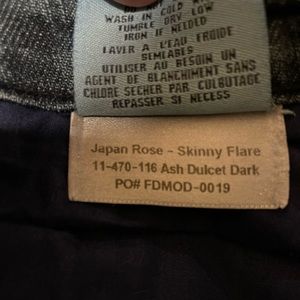 WASH IN COLD
TUMBLE DRY LOW
IRON IF NEEDED
LAVER A L'EAU FROIDE
SEMBLABLES
UTILISER AU BESOIN UN
AGENT DE BLANCHIMENT SANS
CHLORE SECHER PAR CULBUTAGE
REPASSER SI NECESS
Japan Rose - Skinny Flare
11-470-116 Ash Dulcet Dark
PO# FDMOD-0019